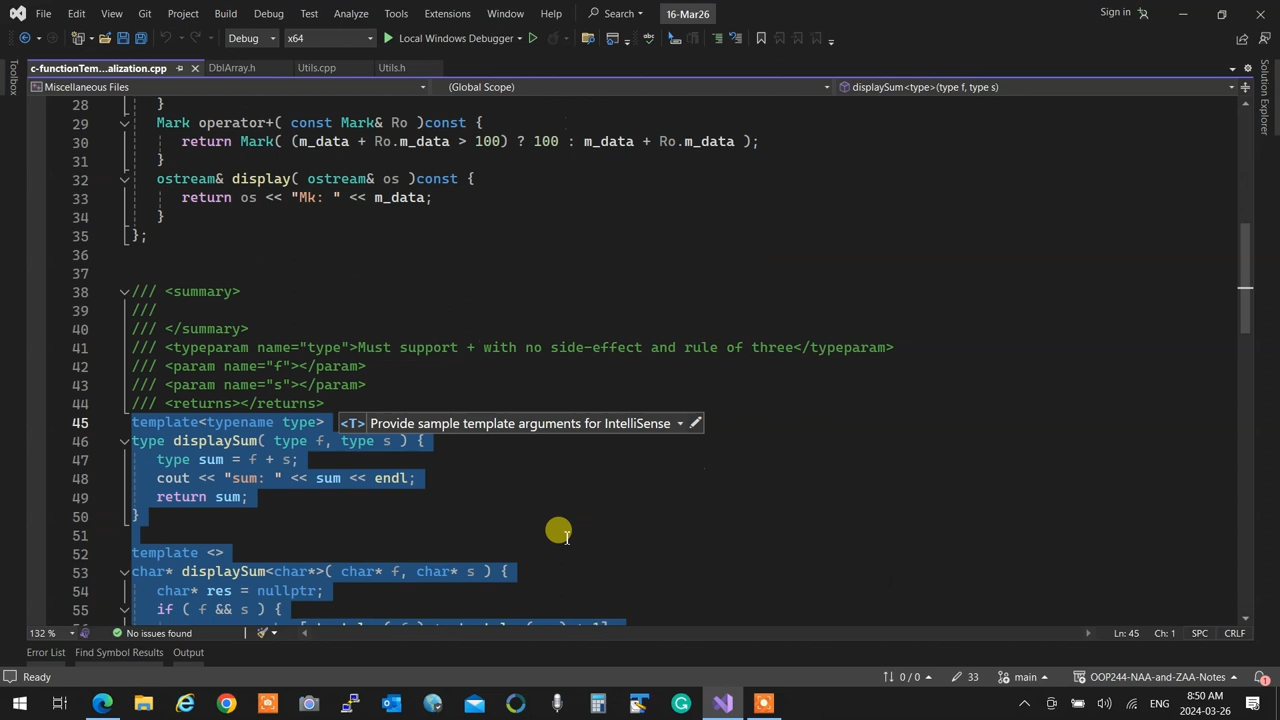 File Edit View Git Project Build Debug Test Analyze Tools Extensions Window Help Search 16-Mar26 Sign in
Debug x64 Local Windows Debugger
c-functionTem...alization.cpp DblArray.h Utils.cpp Utils.h
Toolbox
Solution Explorer
Miscellaneous Files (Global Scope) displaySum<type>(type f, type s)
28 }
29 Mark operator+( const Mark& Ro )const {
30 return Mark( (m_data + Ro.m_data > 100) ? 100 : m_data + Ro.m_data );
31 }
32 ostream& display( ostream& os )const {
33 return os << "Mk: " << m_data;
34 }
35 };
36
37
38 /// <summary>
39 ///
40 /// </summary>
41 /// <typeparam name="type">Must support + with no side-effect and rule of three</typeparam>
42 /// <param name="f"></param>
43 /// <param name="s"></param>
44 /// <returns></returns>
45 template<typename type> <T> Provide sample template arguments for IntelliSense
46 type displaySum( type f, type s ) {
47 type sum = f + s;
48 cout << "sum: " << sum << endl;
49 return sum;
50 }
51
52 template <>
53 char* displaySum<char*>( char* f, char* s ) {
54 char* res = nullptr;
55 if ( f && s ) {
132 % No issues found Ln: 45 Ch: 1 SPC CRLF
Error List Find Symbol Results Output
Ready 0 / 0 33 main OOP244-NAA-and-ZAA-Notes 1
ENG 8:50 AM
2024-03-26